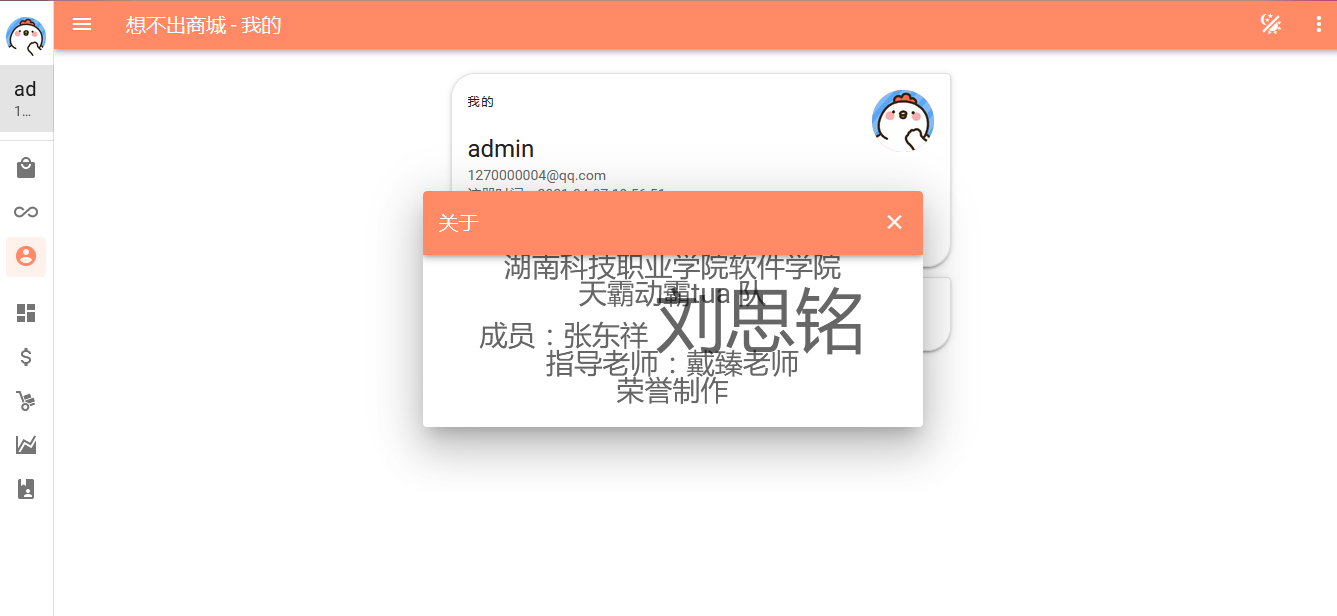 想不出商城 - 我的
ad
1...
我的
admin
1270000004@qq.com
关于
湖南科技职业学院软件学院
天霸动霸tua 队
成员：张东祥 刘思铭
指导老师：戴臻老师
荣誉制作